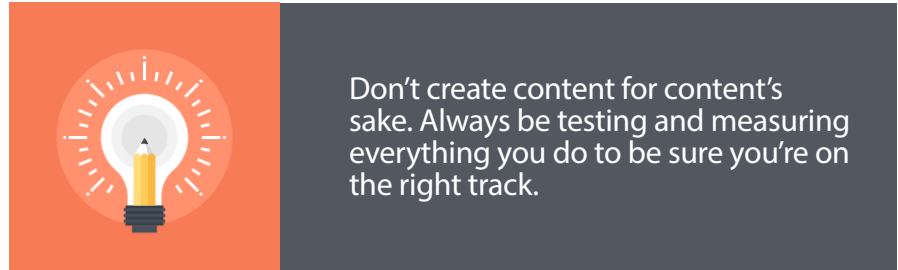 Don’t create content for content’s
sake. Always be testing and measuring
everything you do to be sure you’re on
the right track.